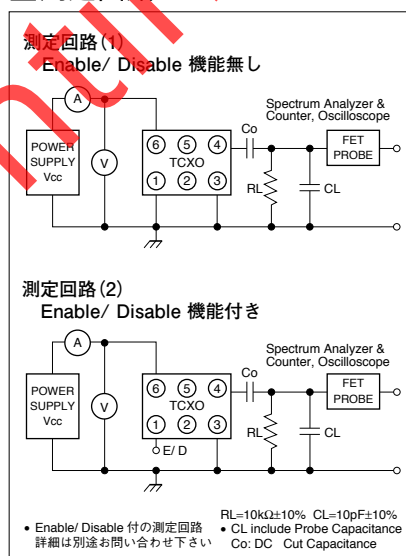 測定回路(1)
Enable/ Disable 機能無し
A
Spectrum Analyzer &
Counter, Oscilloscope
Co
POWER
SUPPLY
Vcc
V
6 5 4
TCXO
1 2 3
RL
CL
FET
PROBE
測定回路(2)
Enable/ Disable 機能付き
A
Spectrum Analyzer &
Counter, Oscilloscope
Co
POWER
SUPPLY
Vcc
V
6 5 4
TCXO
1 2 3
E/ D
RL
CL
FET
PROBE
RL=10kΩ±10% CL=10pF±10%
• Enable/ Disable 付の測定回路
詳細は別途お問い合わせ下さい
• CL include Probe Capacitance
Co: DC Cut Capacitance